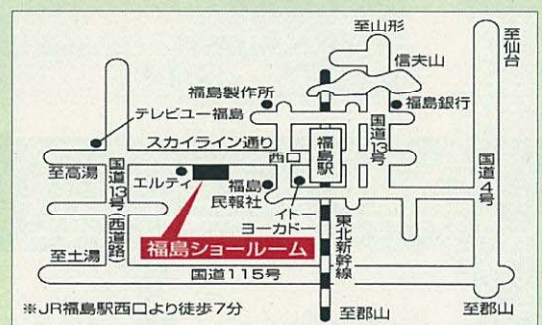 至山形
至仙台
信夫山
福島製作所
福島銀行
テレビユー福島
スカイライン通り
国道13号
福島駅
西口
至高湯
国道13号(西道路)
エルティ
福島民報社
イトーヨーカドー
国道4号
東北新幹線
福島ショールーム
至土湯
国道115号
※JR福島駅西口より徒歩7分
至郡山
至郡山